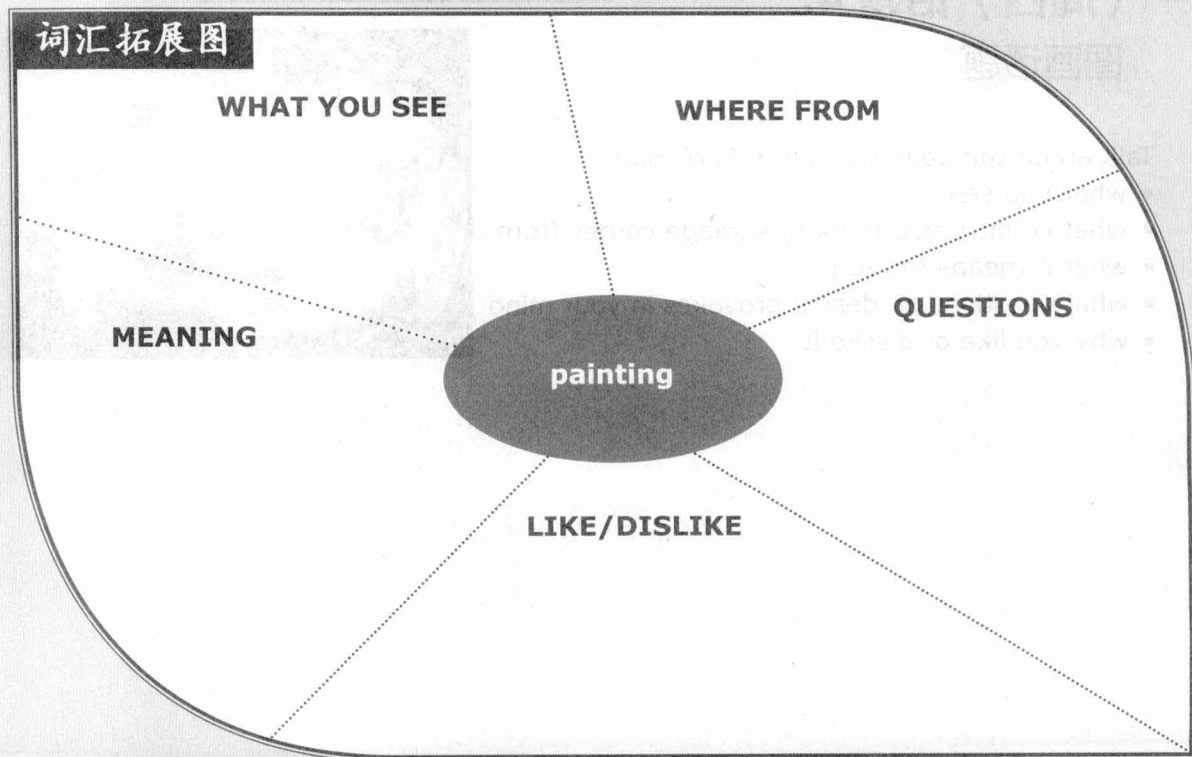 词汇拓展图
WHAT YOU SEE
WHERE FROM
MEANING
QUESTIONS
painting
LIKE/DISLIKE